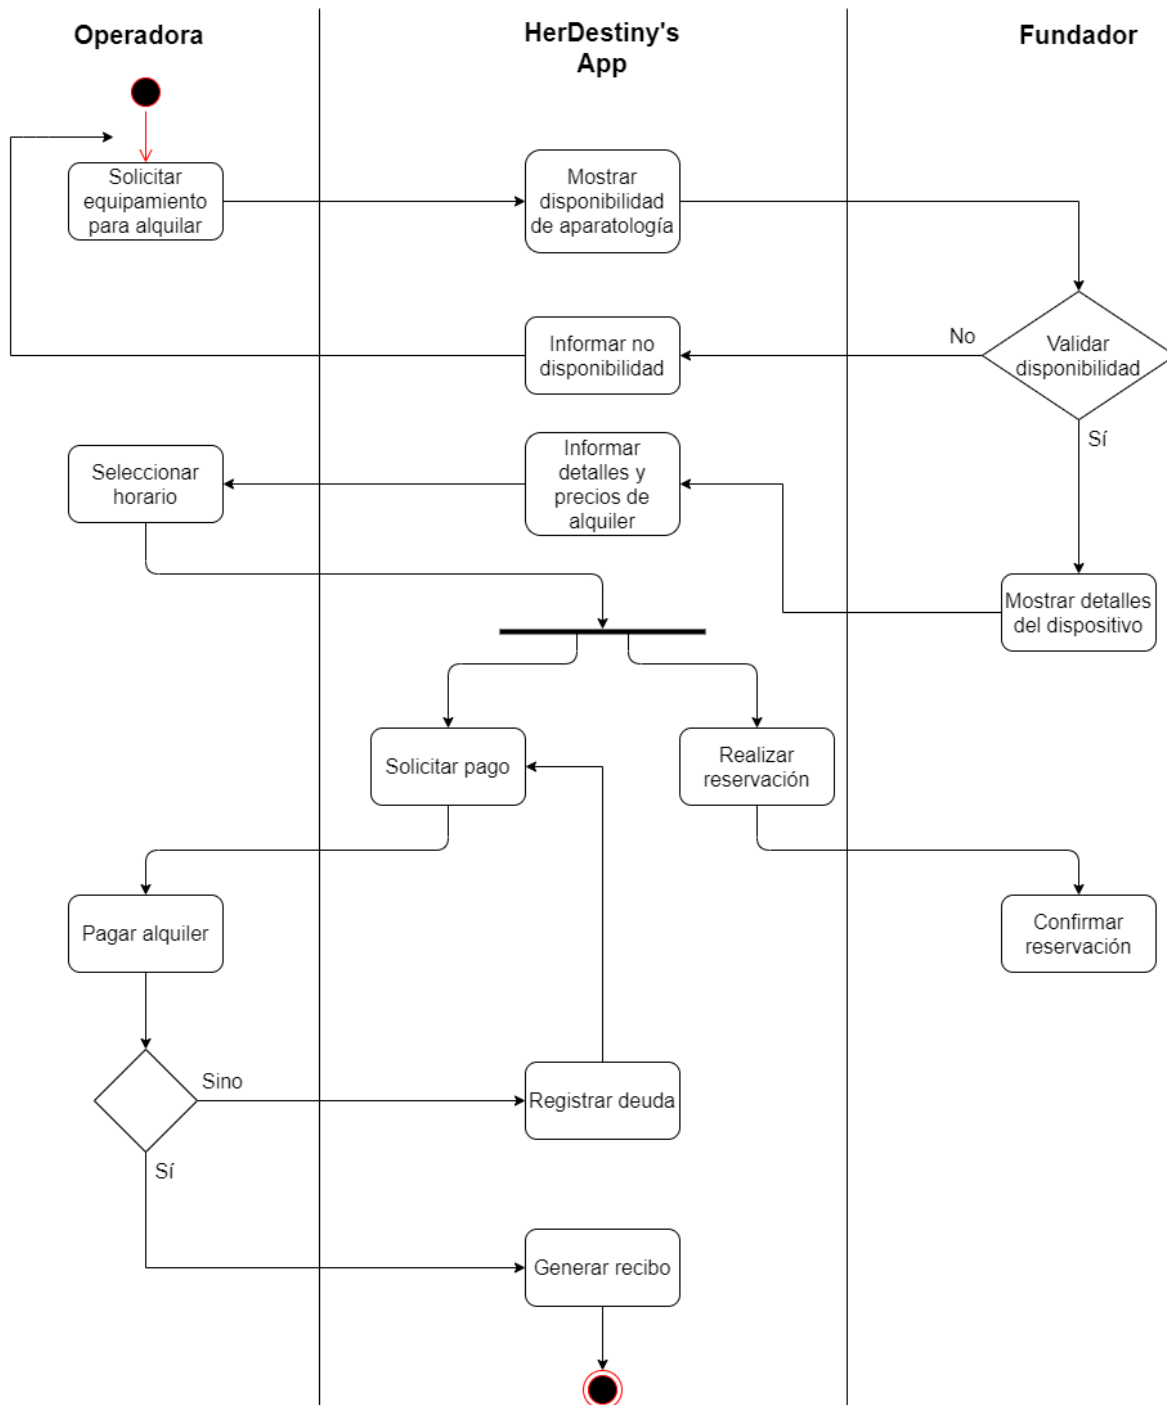 Operadora
HerDestiny's
App
Fundador
Solicitar
equipamiento
para alquilar
Mostrar
disponibilidad
de aparatología
Informar no
disponibilidad
No
Validar
disponibilidad
Sí
Seleccionar
horario
Informar
detalles y
precios de
alquiler
Mostrar detalles
del dispositivo
Solicitar pago
Realizar
reservación
Pagar alquiler
Confirmar
reservación
Sino
Registrar deuda
Sí
Generar recibo